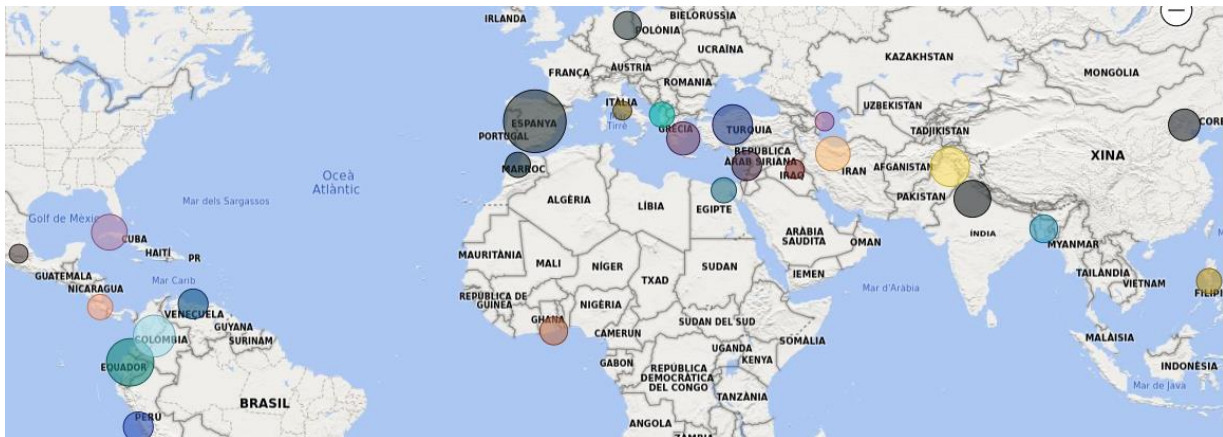 IRLANDA
BIELORÚSSIA
POLÒNIA
UCRAÏNA
KAZAKHSTAN
ÀUSTRIA
FRANÇA
MONGÒLIA
ROMANIA
ITÀLIA
UZBEKISTAN
ESPANYA
Tirrè
GRÈCIA
TURQUIA
TADJIKISTAN
PORTUGAL
REPÚBLICA
ÀRAB SIRIANA
XINA
MARROC
IRAQ
IRAN
AFGANISTAN
Oceà
Atlàntic
PAKISTAN
ALGÈRIA
LÍBIA
EGIPTE
Mar dels Sargassos
Golf de Mèxic
ARÀBIA
SAUDITA
ÍNDIA
CUBA
OMAN
MYANMAR
HAITÍ
PR
MAURITÀNIA
MALI
NÍGER
TXAD
SUDAN
IEMEN
GUATEMALA
TAILÀNDIA
Mar Carib
VIETNAM
NICARAGUA
Mar d'Aràbia
FILIPI
REPÚBLICA DE
GUINEA
NIGÈRIA
VENEÇUELA
GHANA
SUDAN DEL SUD
GUYANA
CAMERUN
COLÒMBIA
SURINAM
SOMÀLIA
MALÀISIA
UGANDA
GABON
KENYA
EQUADOR
REPÚBLICA
DEMOCRÀTICA
DEL CONGO
INDONÈSIA
Mar de Java
TANZÀNIA
BRASIL
PERÚ
ANGOLA